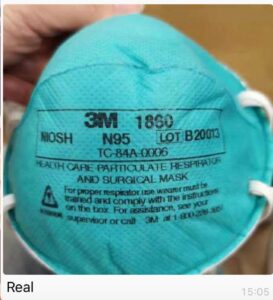 3M 1860
NIOSH N95 LOT B20013
TC-84A-0006
HEALTH CARE PARTICULATE RESPIRATOR
AND SURGICAL MASK
For proper respirator use wearer must be
trained and comply with the instructions
on the box. For assistance, see your
supervisor or call 3M at
Real
15:05